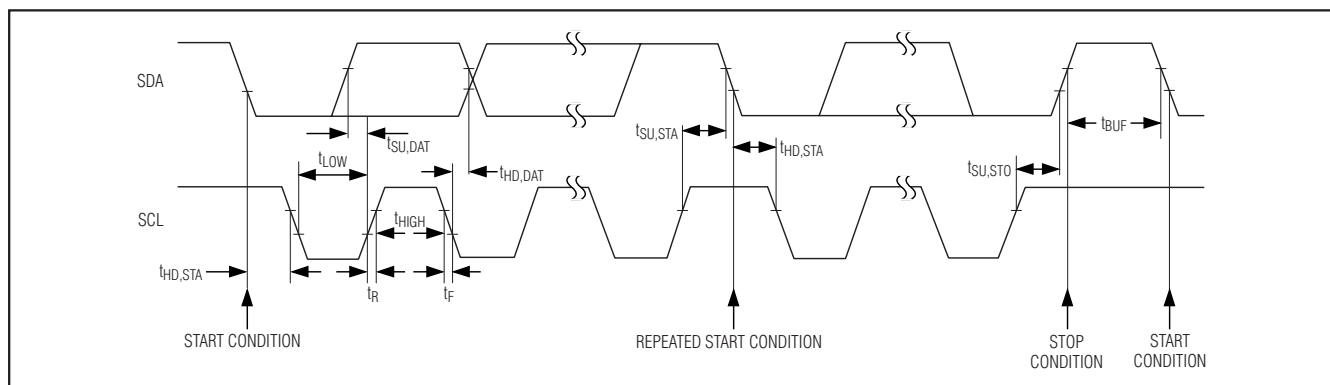 SDA
tSU,DAT
tLOW
tHD,DAT
tSU,STA
tHD,STA
tBUF
tSU,STO
SCL
tHIGH
tHD,STA
tR
tF
START CONDITION
REPEATED START CONDITION
STOP
CONDITION
START
CONDITION